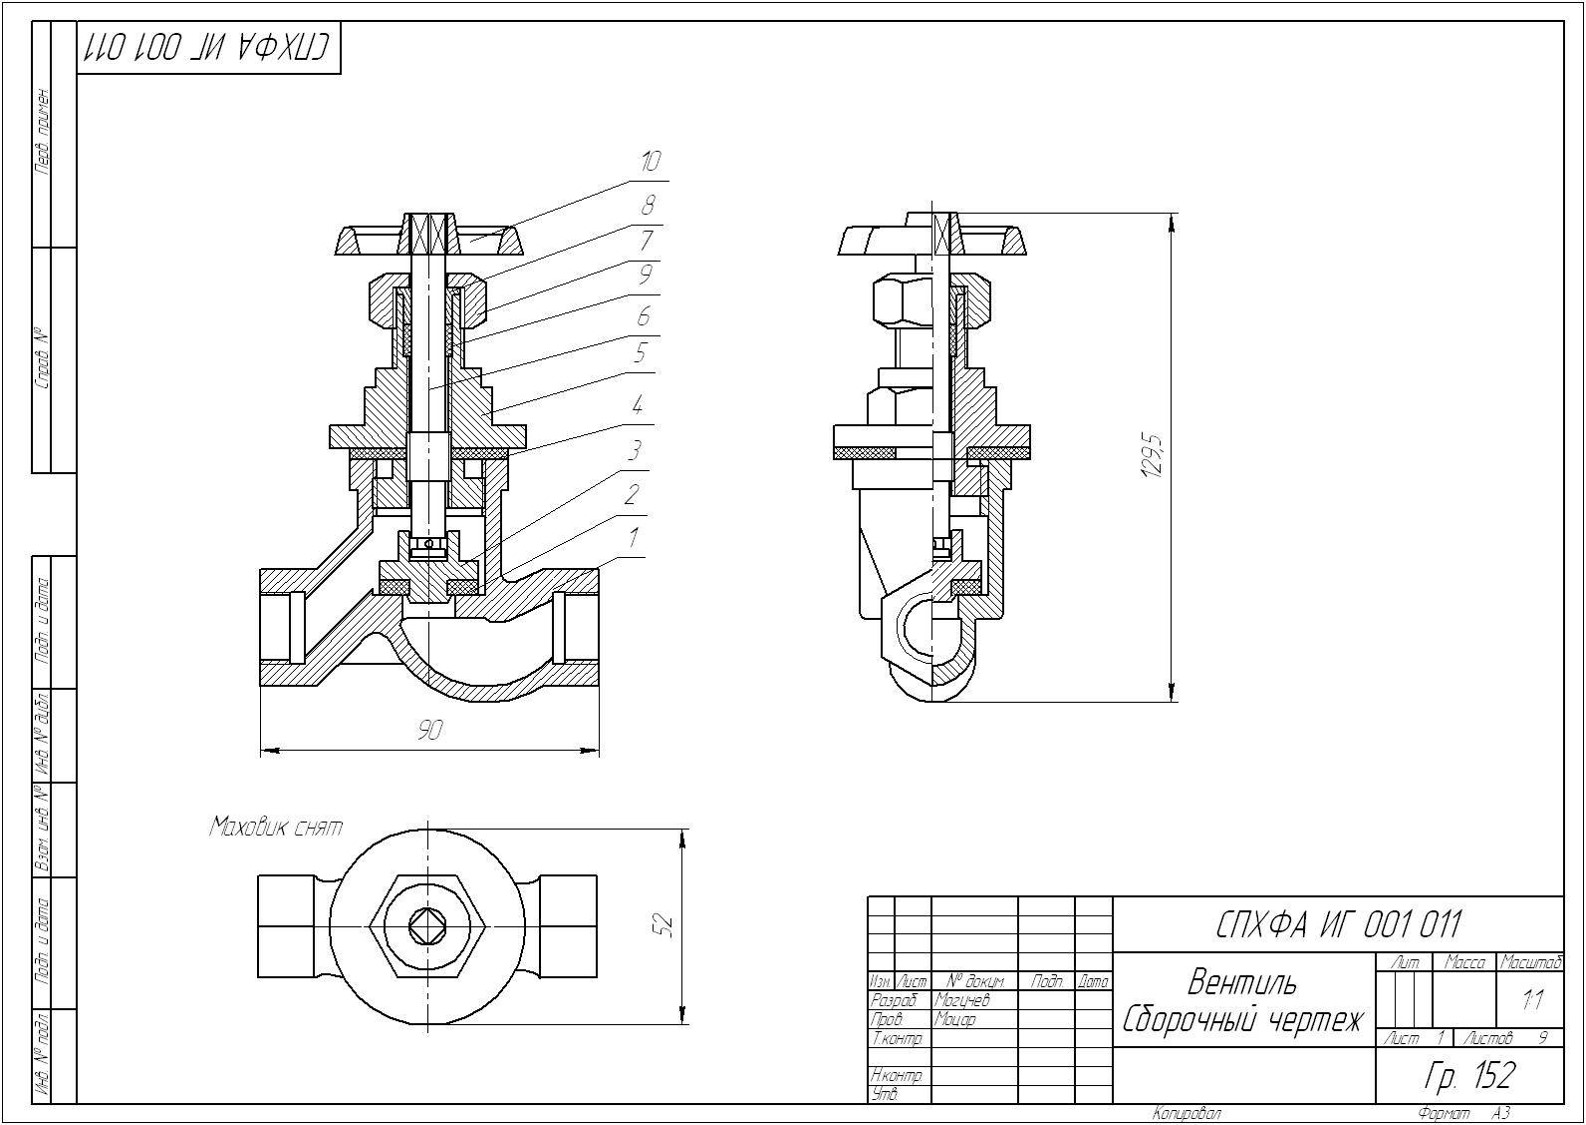 СПХФА ИГ 001 011
Перв. примен.
Справ. №
Подп. и дата
Инв. № дубл.
Взам. инв. №
Подп. и дата
Инв. № подл.
10
8
7
9
6
5
4
3
2
1
90
129,5
Маховик снят
52
СПХФА ИГ 001 011
Вентиль
Сборочный чертеж
Лит. Масса Масштаб
1:1
Изм. Лист № докум. Подп. Дата
Разраб. Могучев
Пров. Моцар
Т.контр.
Лист 1 Листов 9
Н.контр.
Утв.
Гр. 152
Копировал Формат А3